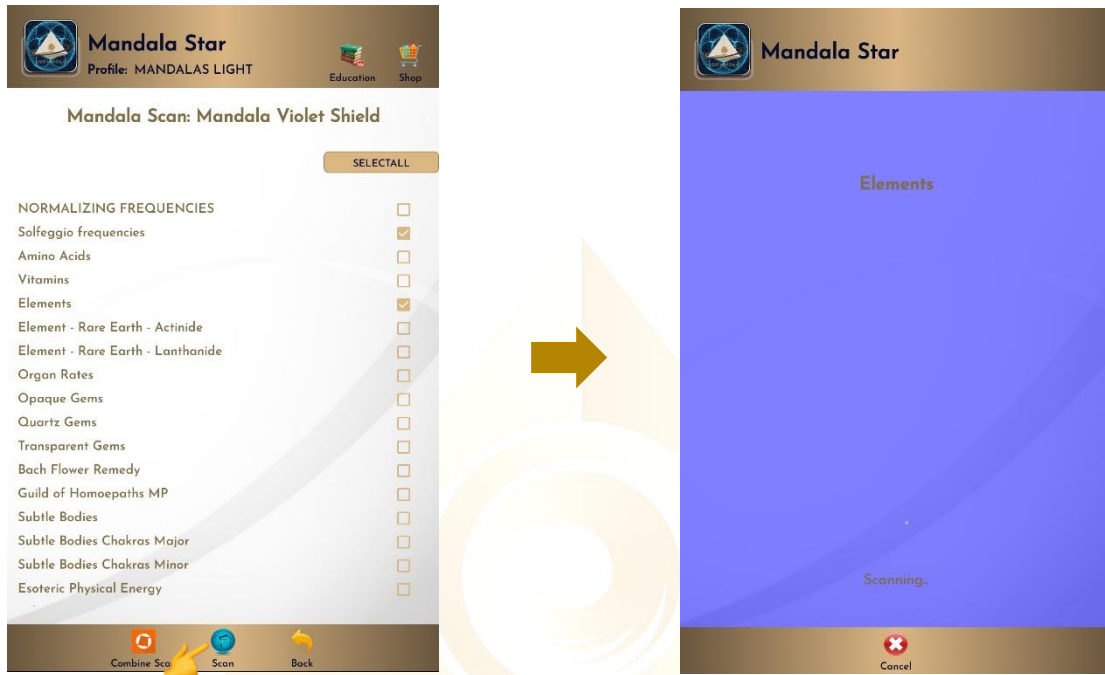 Mandala Star
Profile: MANDALAS LIGHT
Education
Shop
Mandala Scan: Mandala Violet Shield
SELECTALL
NORMALIZING FREQUENCIES
Solfeggio frequencies
Amino Acids
Vitamins
Elements
Element - Rare Earth - Actinide
Element - Rare Earth - Lanthanide
Organ Rates
Opaque Gems
Quartz Gems
Transparent Gems
Bach Flower Remedy
Guild of Homoepaths MP
Subtle Bodies
Subtle Bodies Chakras Major
Subtle Bodies Chakras Minor
Esoteric Physical Energy
Combine Sca
Scan
Back
Mandala Star
Elements
Scanning..
Cancel